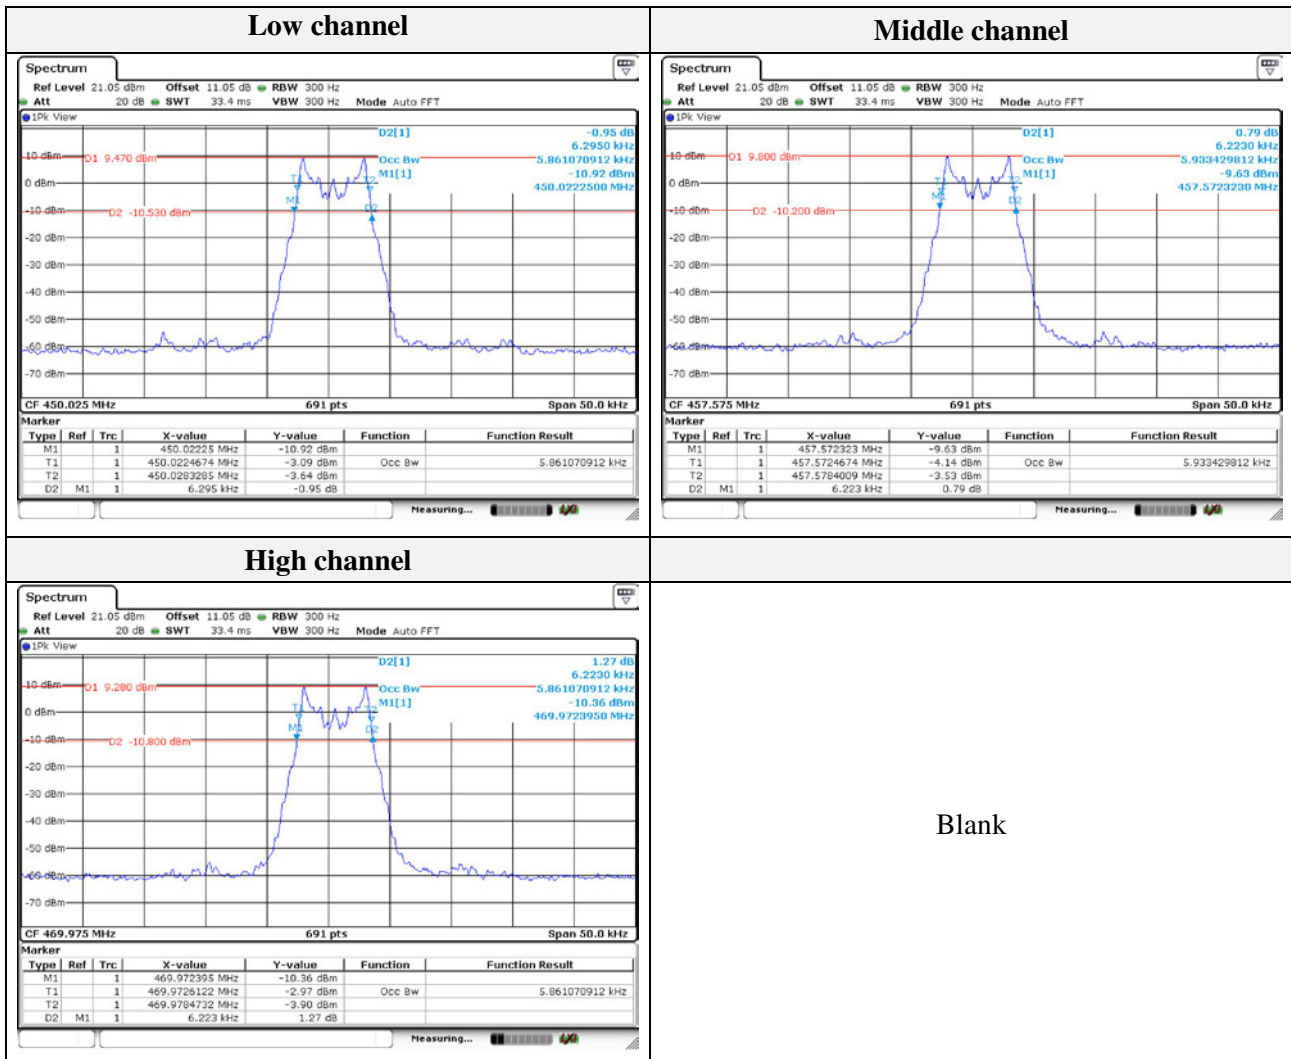 Low channel
Spectrum
Ref Level 21.05 dBm Offset 11.05 dB RBW 300 Hz
Att 20 dB SWT 33.4 ms VBW 300 Hz Mode Auto FFT
1Pk View
D2[1] -0.95 dB
6.2950 kHz
10 dBm D1 9.470 dBm Occ Bw 5.861070912 kHz
M1[1] -10.92 dBm
450.0222500 MHz
0 dBm T1 T2
-10 dBm D2 -10.530 dBm M1 D2
-20 dBm
-30 dBm
-40 dBm
-50 dBm
-60 dBm
-70 dBm
CF 450.025 MHz 691 pts Span 50.0 kHz
Marker
Type Ref Trc X-value Y-value Function Function Result
M1 1 450.02225 MHz -10.92 dBm
T1 1 450.0224674 MHz -3.09 dBm Occ Bw 5.861070912 kHz
T2 1 450.0283285 MHz -3.64 dBm
D2 M1 1 6.295 kHz -0.95 dB
Measuring...
Middle channel
Spectrum
Ref Level 21.05 dBm Offset 11.05 dB RBW 300 Hz
Att 20 dB SWT 33.4 ms VBW 300 Hz Mode Auto FFT
1Pk View
D2[1] 0.79 dB
6.2230 kHz
10 dBm D1 9.800 dBm Occ Bw 5.933429812 kHz
M1[1] -9.63 dBm
457.5723230 MHz
0 dBm T1 T2
-10 dBm D2 -10.200 dBm M1 D2
-20 dBm
-30 dBm
-40 dBm
-50 dBm
-60 dBm
-70 dBm
CF 457.575 MHz 691 pts Span 50.0 kHz
Marker
Type Ref Trc X-value Y-value Function Function Result
M1 1 457.572323 MHz -9.63 dBm
T1 1 457.5724674 MHz -4.14 dBm Occ Bw 5.933429812 kHz
T2 1 457.5784009 MHz -3.53 dBm
D2 M1 1 6.223 kHz 0.79 dB
Measuring...
High channel
Spectrum
Ref Level 21.05 dBm Offset 11.05 dB RBW 300 Hz
Att 20 dB SWT 33.4 ms VBW 300 Hz Mode Auto FFT
1Pk View
D2[1] 1.27 dB
6.2230 kHz
10 dBm D1 9.280 dBm Occ Bw 5.861070912 kHz
M1[1] -10.36 dBm
469.9723950 MHz
0 dBm T1 T2
-10 dBm D2 -10.800 dBm M1 D2
-20 dBm
-30 dBm
-40 dBm
-50 dBm
-60 dBm
-70 dBm
CF 469.975 MHz 691 pts Span 50.0 kHz
Marker
Type Ref Trc X-value Y-value Function Function Result
M1 1 469.972395 MHz -10.36 dBm
T1 1 469.9726122 MHz -2.97 dBm Occ Bw 5.861070912 kHz
T2 1 469.9784732 MHz -3.90 dBm
D2 M1 1 6.223 kHz 1.27 dB
Measuring...
Blank